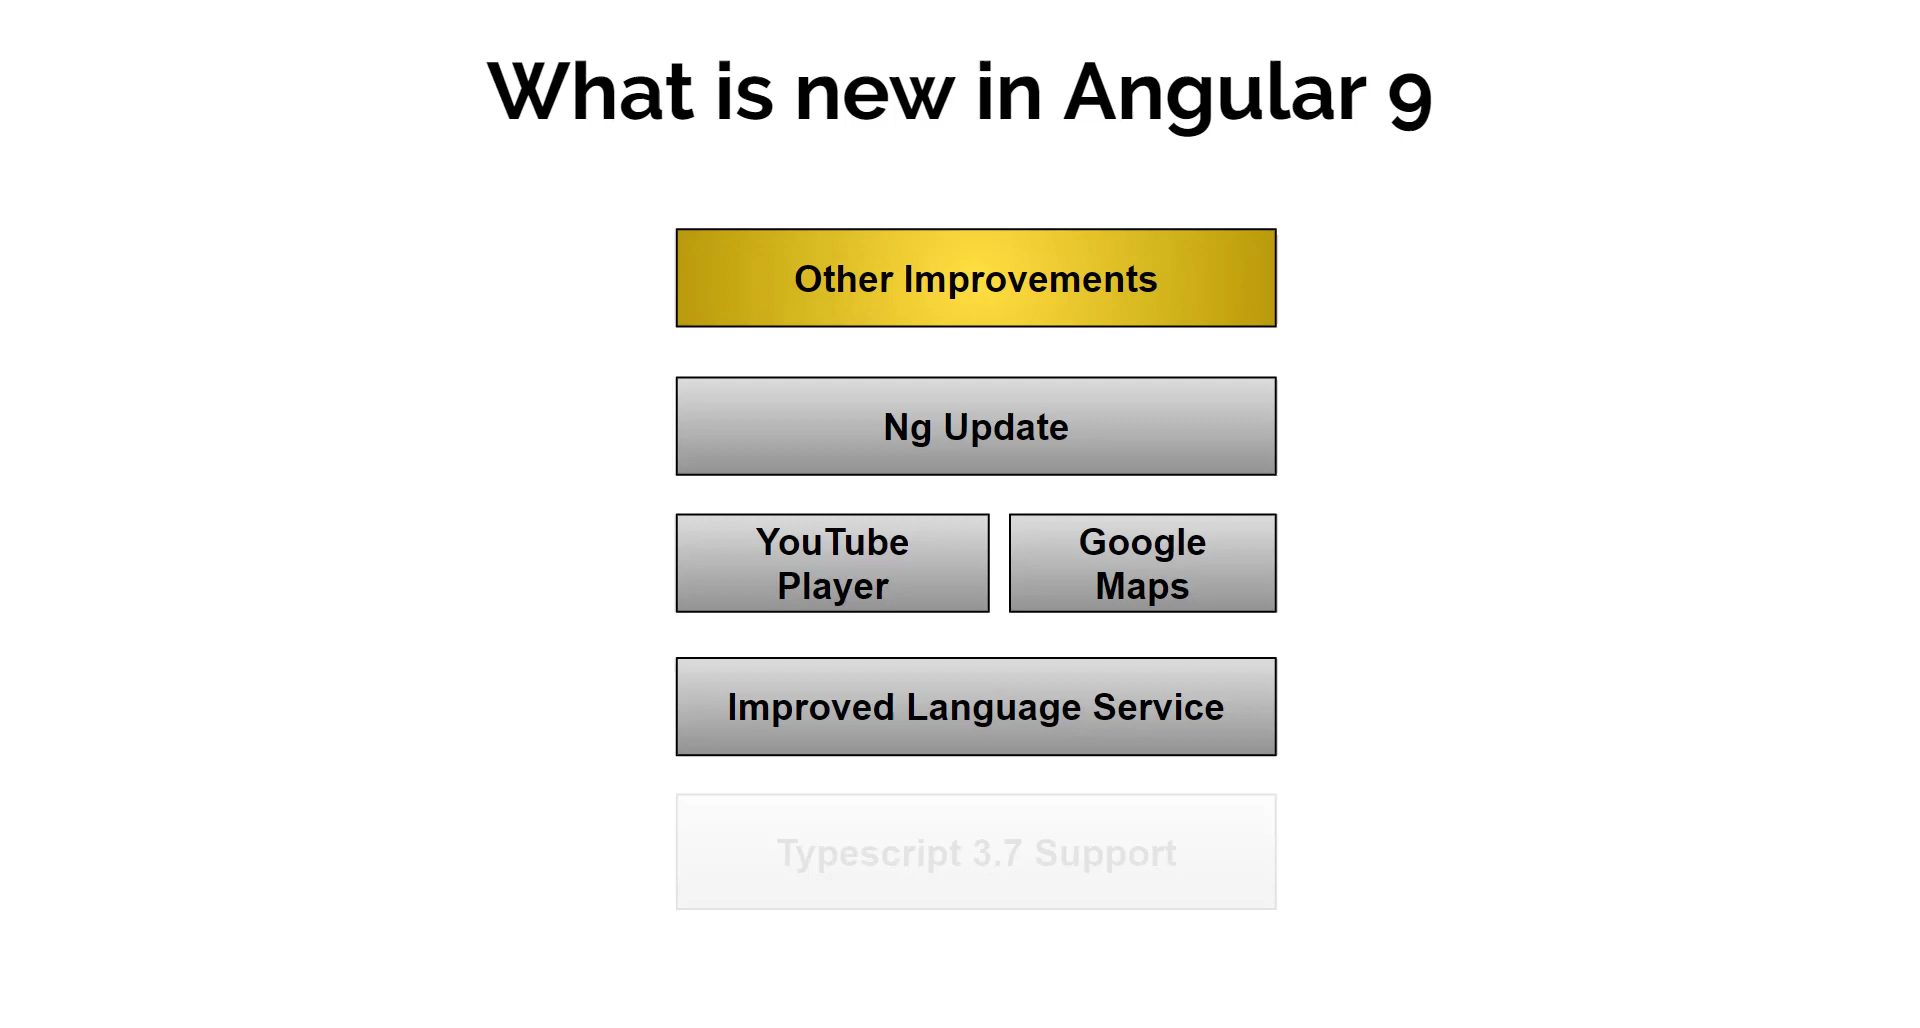 What is new in Angular 9
Other Improvements
Ng Update
YouTube
Player
Google
Maps
Improved Language Service
Typescript 3.7 Support